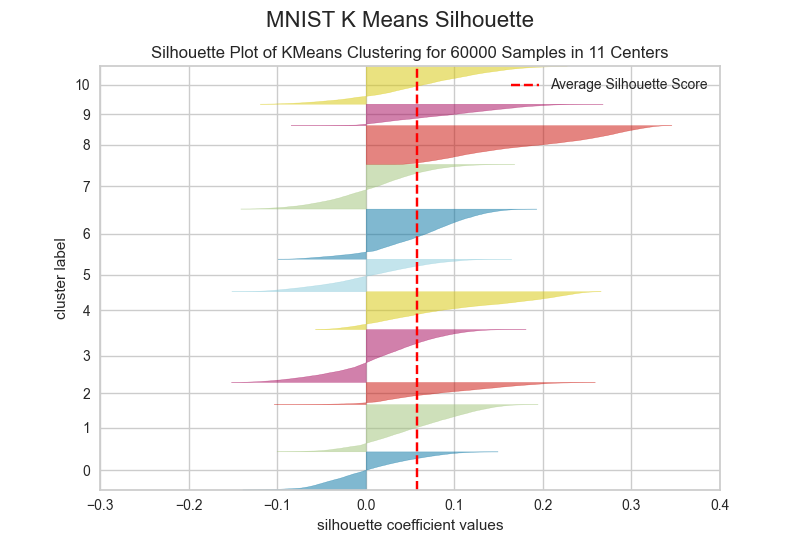 MNIST K Means Silhouette
Silhouette Plot of KMeans Clustering for 60000 Samples in 11 Centers
Average Silhouette Score
10
9
8
7
6
5
4
3
2
1
0
cluster label
−0.3 −0.2 −0.1 0.0 0.1 0.2 0.3 0.4
silhouette coefficient values